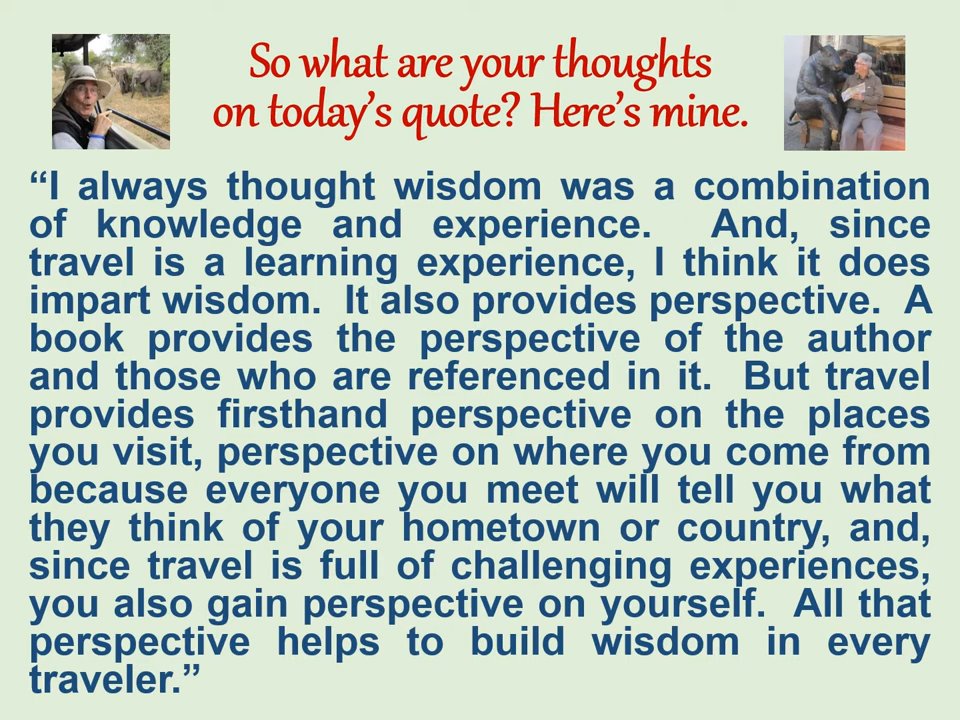 So what are your thoughts
on today’s quote? Here’s mine.
“I always thought wisdom was a combination
of knowledge and experience. And, since
travel is a learning experience, I think it does
impart wisdom. It also provides perspective. A
book provides the perspective of the author
and those who are referenced in it. But travel
provides firsthand perspective on the places
you visit, perspective on where you come from
because everyone you meet will tell you what
they think of your hometown or country, and,
since travel is full of challenging experiences,
you also gain perspective on yourself. All that
perspective helps to build wisdom in every
traveler.”